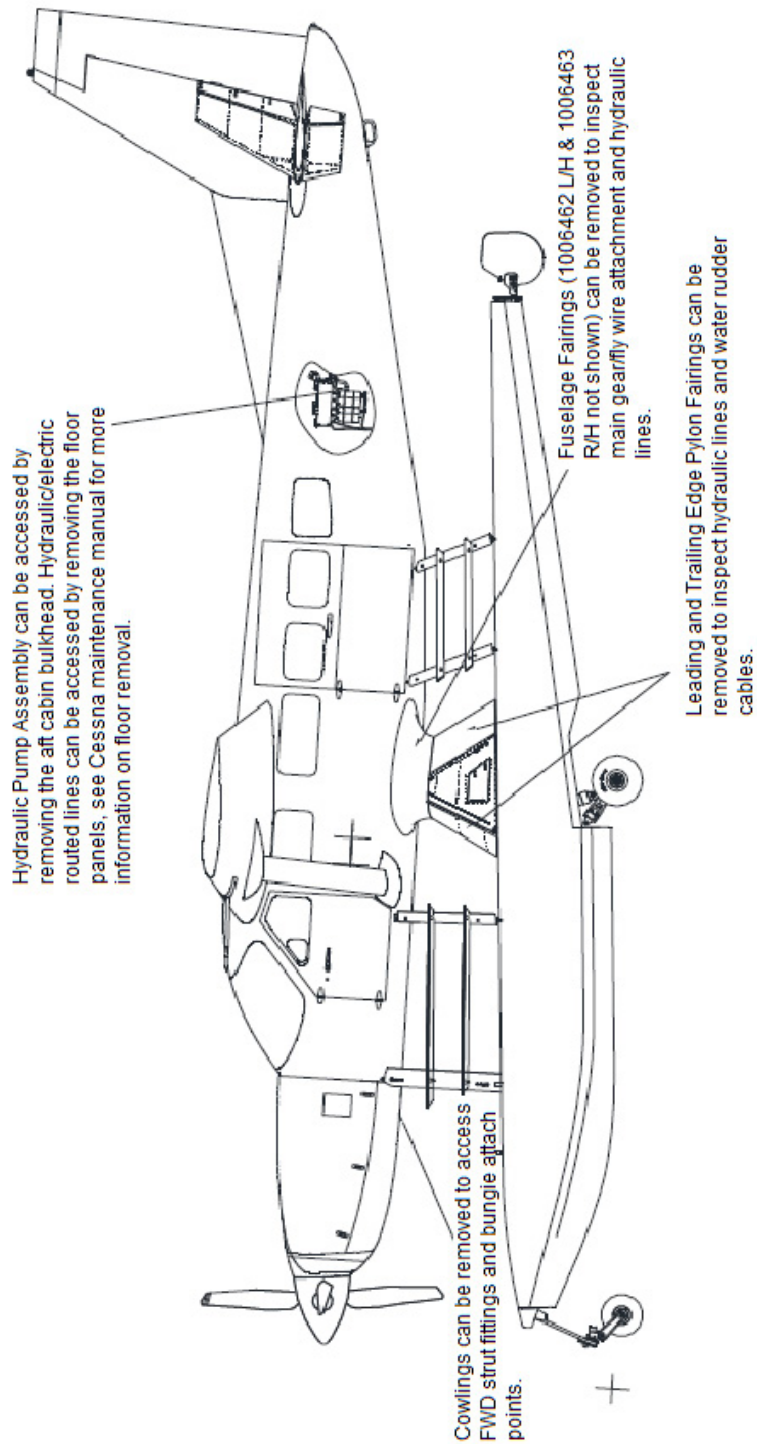 Hydraulic Pump Assembly can be accessed by
removing the aft cabin bulkhead. Hydraulic/electric
routed lines can be accessed by removing the floor
panels, see Cessna maintenance manual for more
information on floor removal.
Fuselage Fairings (1006462 L/H & 1006463
R/H not shown) can be removed to inspect
main gear/fly wire attachment and hydraulic
lines.
Leading and Trailing Edge Pylon Fairings can be
removed to inspect hydraulic lines and water rudder
cables.
Cowlings can be removed to access
FWD strut fittings and bungie attach
points.